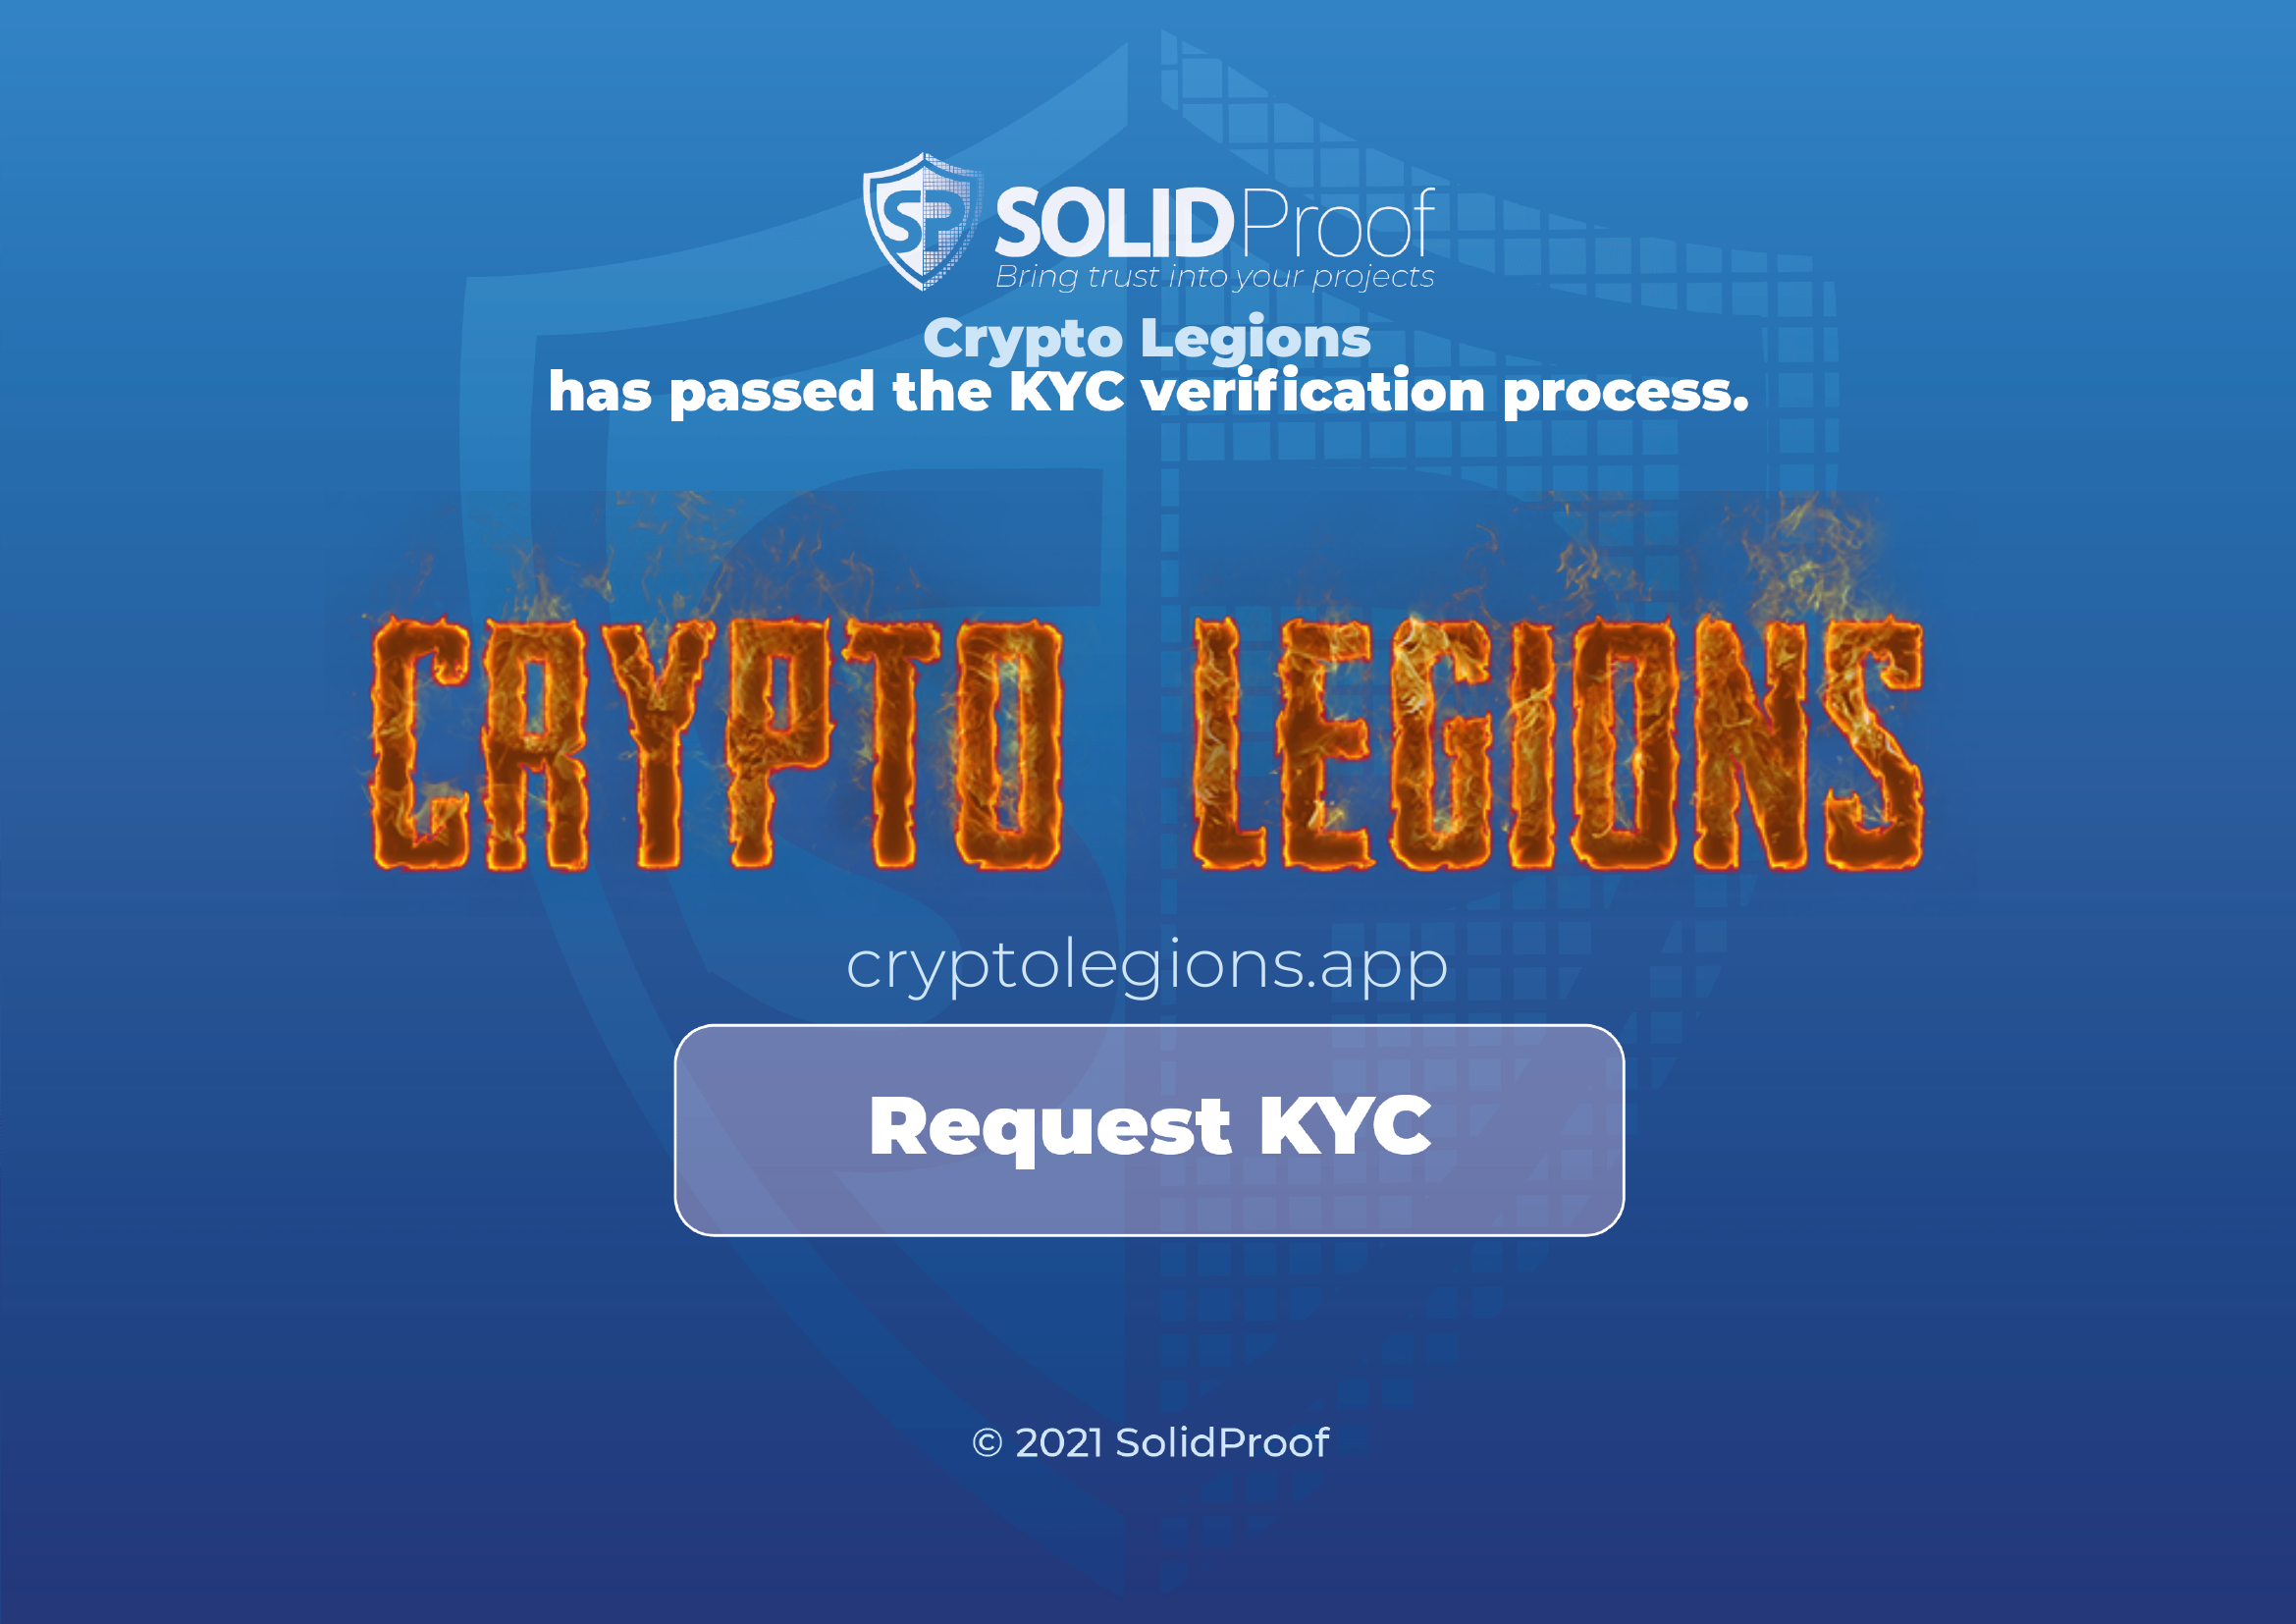 SP SOLIDProof
Bring trust into your projects
Crypto Legions
has passed the KYC verification process.
CRYPTO LEGIONS
cryptolegions.app
Request KYC
© 2021 SolidProof